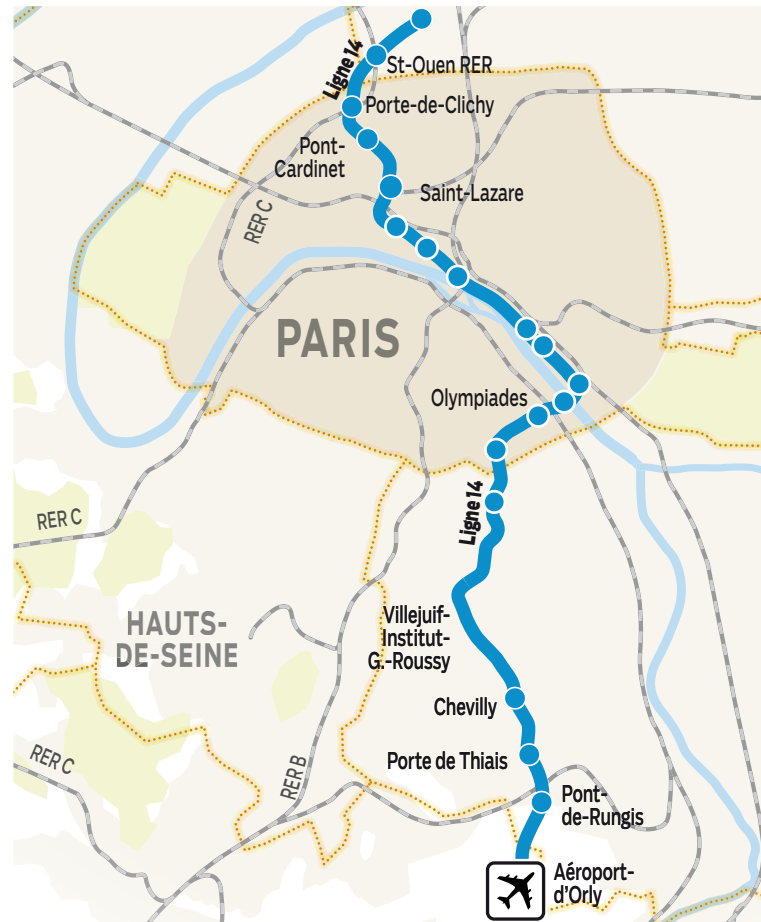 Ligne 14
St-Ouen RER
Porte-de-Clichy
Pont-
Cardinet
Saint-Lazare
RER C
PARIS
Olympiades
Ligne 14
RER C
HAUTS-
DE-SEINE
Villejuif-
Institut-
G.-Roussy
Chevilly
Porte de Thiais
RER C
RER B
Pont-
de-Rungis
Aéroport-
d'Orly